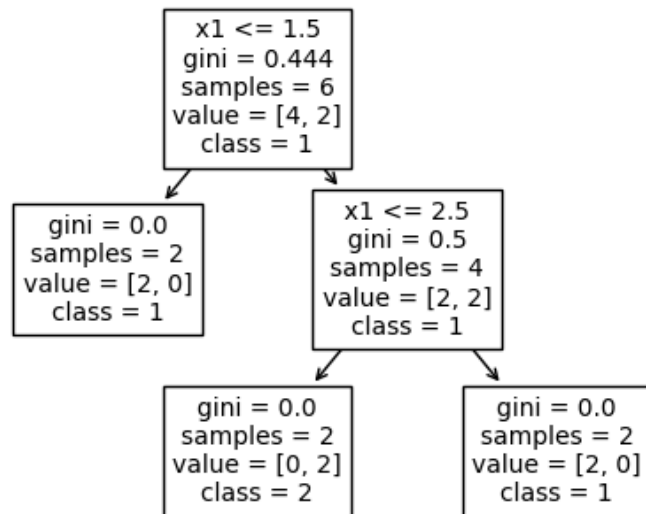 x1 <= 1.5
gini = 0.444
samples = 6
value = [4, 2]
class = 1
gini = 0.0
samples = 2
value = [2, 0]
class = 1
x1 <= 2.5
gini = 0.5
samples = 4
value = [2, 2]
class = 1
gini = 0.0
samples = 2
value = [0, 2]
class = 2
gini = 0.0
samples = 2
value = [2, 0]
class = 1